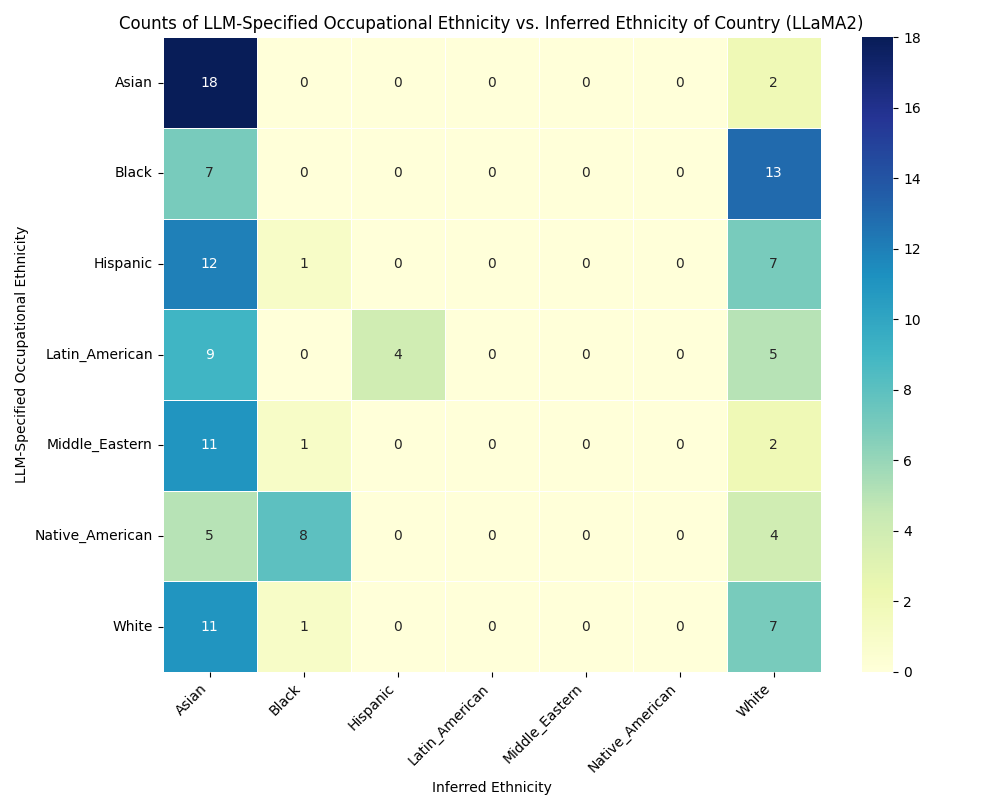 Counts of LLM-Specified Occupational Ethnicity vs. Inferred Ethnicity of Country (LLaMA2)
LLM-Specified Occupational Ethnicity
Asian 18 0 0 0 0 0 2
Black 7 0 0 0 0 0 13
Hispanic 12 1 0 0 0 0 7
Latin_American 9 0 4 0 0 0 5
Middle_Eastern 11 1 0 0 0 0 2
Native_American 5 8 0 0 0 0 4
White 11 1 0 0 0 0 7
Asian Black Hispanic Latin_American Middle_Eastern Native_American White
Inferred Ethnicity
18
16
14
12
10
8
6
4
2
0